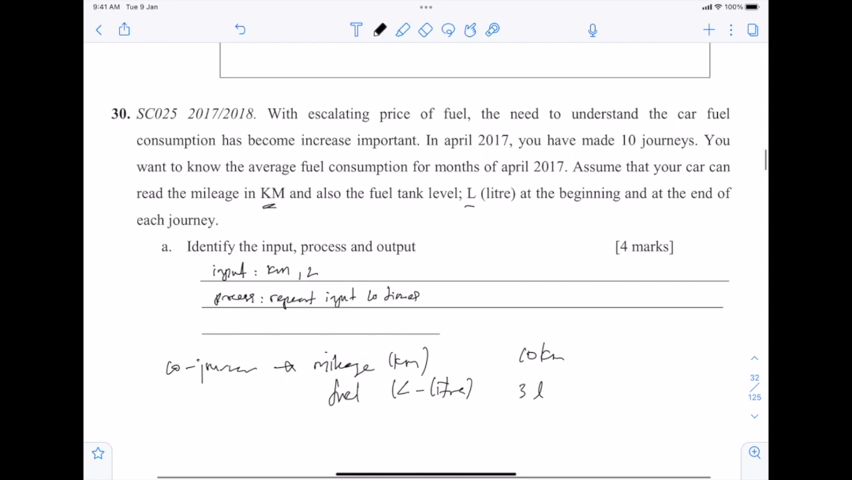 9:41 AM Tue 9 Jan
100%
30. SC025 2017/2018. With escalating price of fuel, the need to understand the car fuel
consumption has become increase important. In april 2017, you have made 10 journeys. You
want to know the average fuel consumption for months of april 2017. Assume that your car can
read the mileage in KM and also the fuel tank level; L (litre) at the beginning and at the end of
each journey.
a. Identify the input, process and output [4 marks]
input : km , L
process : repeat input 10 times
→ mileage (km) 10 km
fuel (L - litre) 3 l
32
125